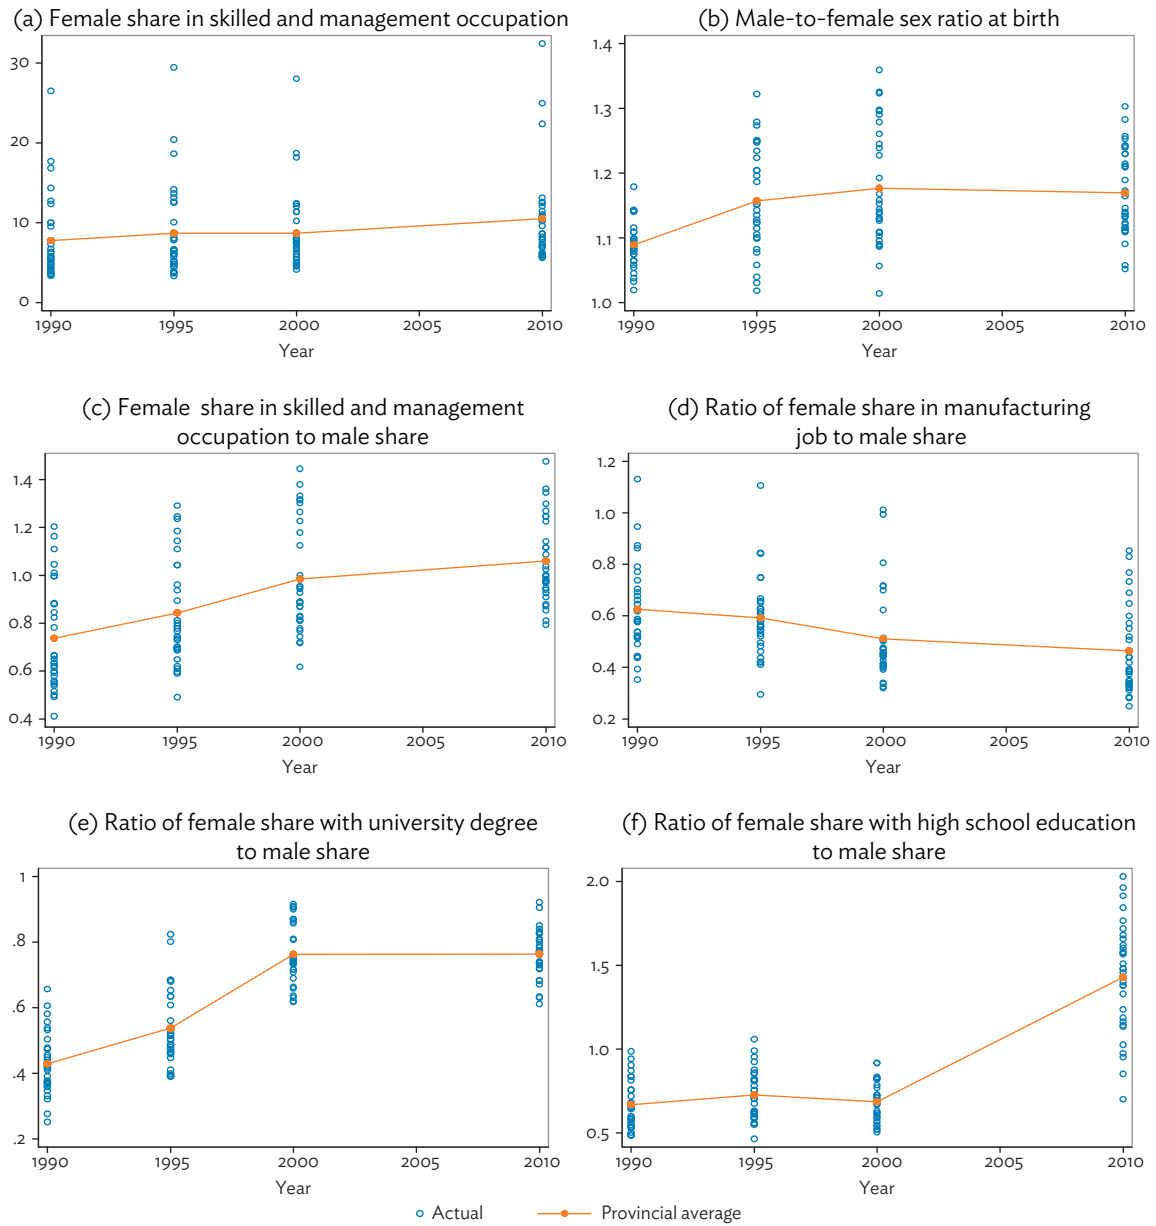 (a) Female share in skilled and management occupation
30
20
10
0
1990 1995 2000 2005 2010
Year
(b) Male-to-female sex ratio at birth
1.4
1.3
1.2
1.1
1.0
1990 1995 2000 2005 2010
Year
(c) Female share in skilled and management
occupation to male share
1.4
1.2
1.0
0.8
0.6
0.4
1990 1995 2000 2005 2010
Year
(d) Ratio of female share in manufacturing
job to male share
1.2
1.0
0.8
0.6
0.4
0.2
1990 1995 2000 2005 2010
Year
(e) Ratio of female share with university degree
to male share
1
.8
.6
.4
.2
1990 1995 2000 2005 2010
Year
(f) Ratio of female share with high school education
to male share
2.0
1.5
1.0
0.5
1990 1995 2000 2005 2010
Year
Actual Provincial average